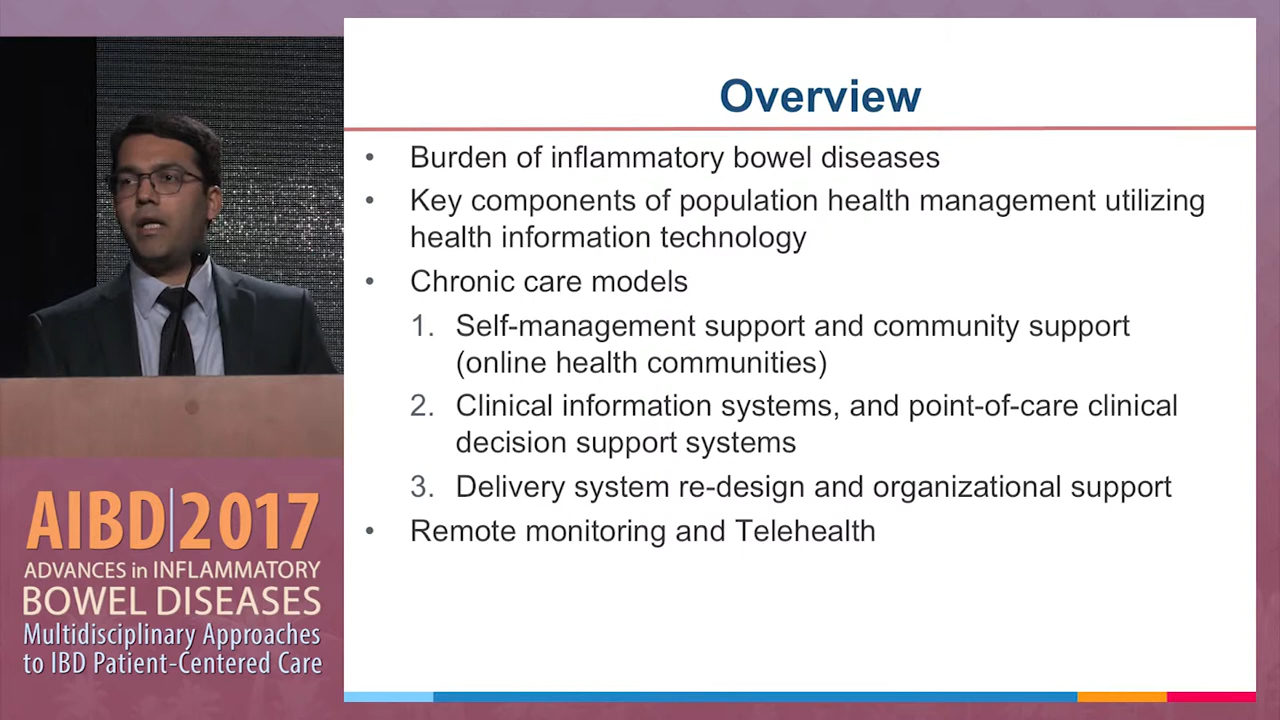 Overview
• Burden of inflammatory bowel diseases
• Key components of population health management utilizing
health information technology
• Chronic care models
1. Self-management support and community support
(online health communities)
2. Clinical information systems, and point-of-care clinical
decision support systems
3. Delivery system re-design and organizational support
• Remote monitoring and Telehealth
AIBD|2017
ADVANCES in INFLAMMATORY
BOWEL DISEASES
Multidisciplinary Approaches
to IBD Patient-Centered Care